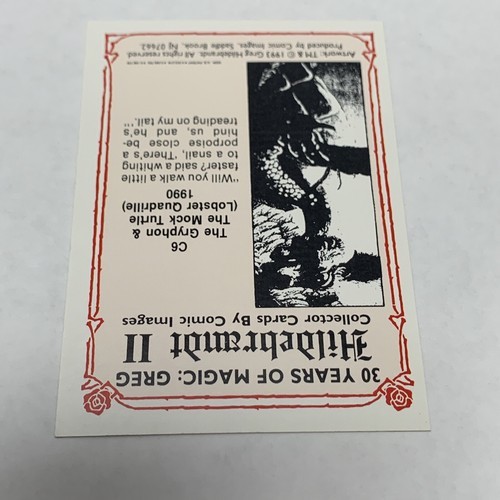 30 YEARS OF MAGIC: GREG
Hildebrandt II
Collector Cards By Comic Images
C6
The Gryphon &
The Mock Turtle
(Lobster Quadrille)
1990
"Will you walk a little
faster? said a whiting
to a snail, 'There's a
porpoise close be-
hind us, and he's
treading on my tail.'"
Artwork: TM & © 1993 Greg Hildebrandt. All rights reserved.
Produced by Comic Images, Saddle Brook, NJ 07662.